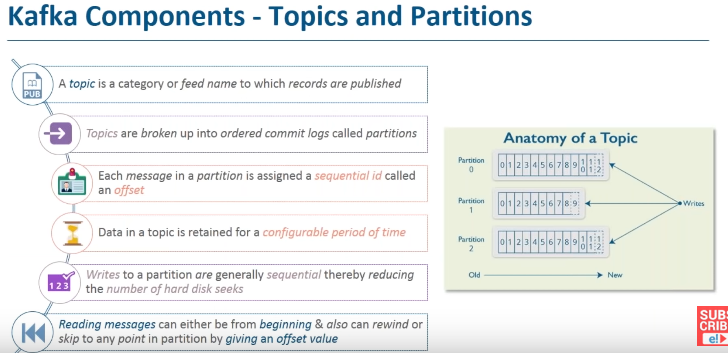 Kafka Components - Topics and Partitions
PUB
A topic is a category or feed name to which records are published
Topics are broken up into ordered commit logs called partitions
Each message in a partition is assigned a sequential id called
an offset
Data in a topic is retained for a configurable period of time
1 2 3
Writes to a partition are generally sequential thereby reducing
the number of hard disk seeks
Reading messages can either be from beginning & also can rewind or
skip to any point in partition by giving an offset value
Anatomy of a Topic
Partition
0
0 1 2 3 4 5 6 7 8 9 10 11 12
Partition
1
0 1 2 3 4 5 6 7 8 9
Partition
2
0 1 2 3 4 5 6 7 8 9 10 11 12
Writes
Old
New
SUBS
CRIB
e!